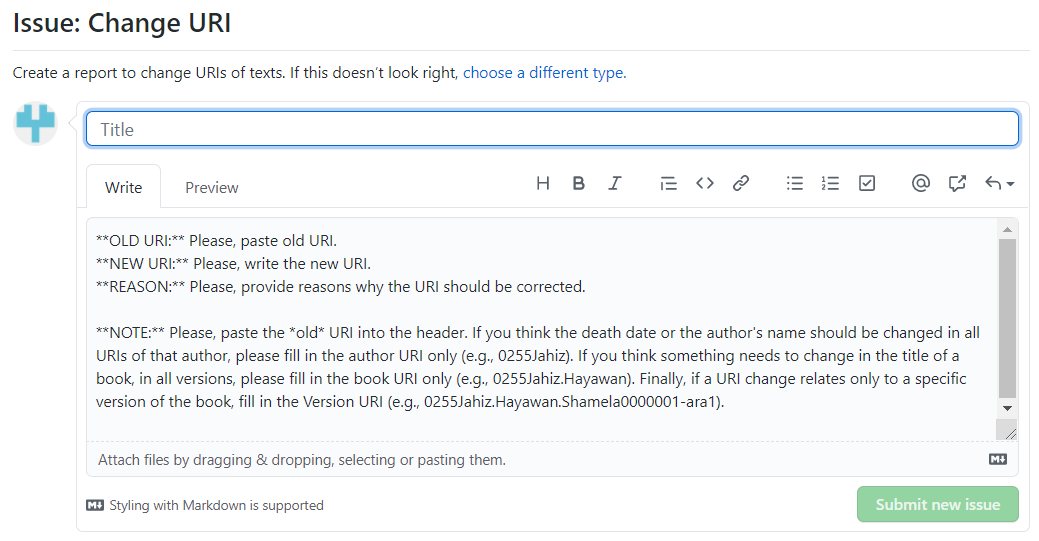 Issue: Change URI
Create a report to change URIs of texts. If this doesn’t look right, choose a different type.
Title
Write Preview
**OLD URI:** Please, paste old URI.
**NEW URI:** Please, write the new URI.
**REASON:** Please, provide reasons why the URI should be corrected.
**NOTE:** Please, paste the *old* URI into the header. If you think the death date or the author's name should be changed in all
URIs of that author, please fill in the author URI only (e.g., 0255Jahiz). If you think something needs to change in the title of a
book, in all versions, please fill in the book URI only (e.g., 0255Jahiz.Hayawan). Finally, if a URI change relates only to a specific
version of the book, fill in the Version URI (e.g., 0255Jahiz.Hayawan.Shamela0000001-ara1).
Attach files by dragging & dropping, selecting or pasting them.
Styling with Markdown is supported
Submit new issue